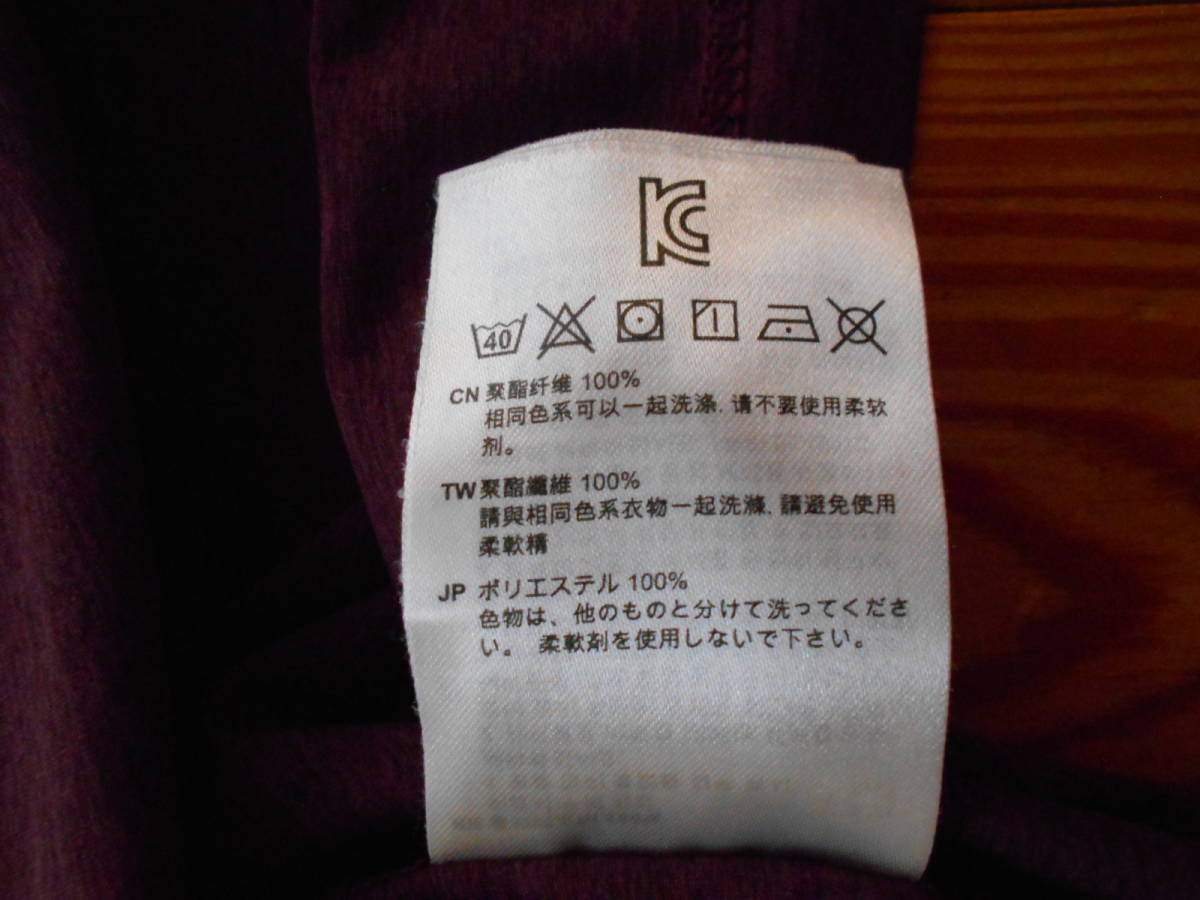 KC
40
CN 聚酯纤维 100%
相同色系可以一起洗涤. 请不要使用柔软
剂。
TW 聚酯纖維 100%
請與相同色系衣物一起洗滌. 請避免使用
柔軟精
JP ポリエステル 100%
色物は、他のものと分けて洗ってくださ
い。 柔軟剤を使用しないで下さい。